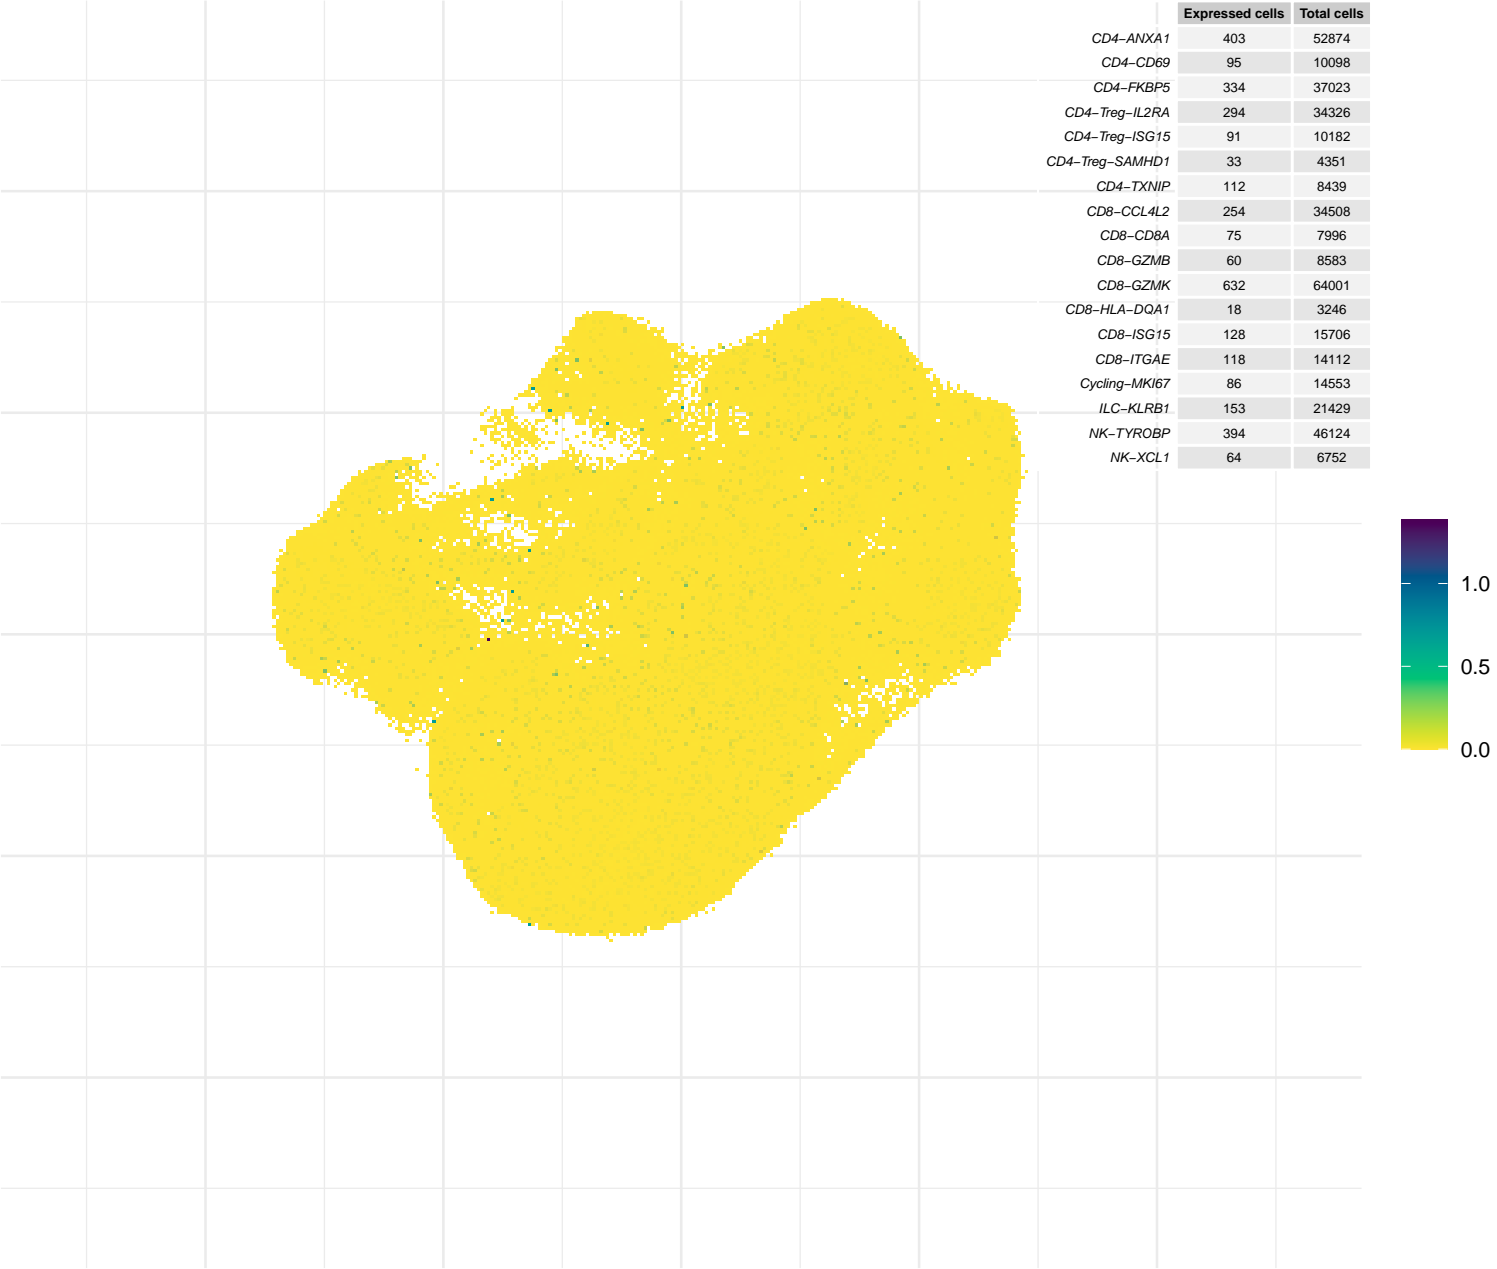 Expressed cells Total cells
CD4−ANXA1 403 52874
CD4−CD69 95 10098
CD4−FKBP5 334 37023
CD4−Treg−IL2RA 294 34326
CD4−Treg−ISG15 91 10182
CD4−Treg−SAMHD1 33 4351
CD4−TXNIP 112 8439
CD8−CCL4L2 254 34508
CD8−CD8A 75 7996
CD8−GZMB 60 8583
CD8−GZMK 632 64001
CD8−HLA−DQA1 18 3246
CD8−ISG15 128 15706
CD8−ITGAE 118 14112
Cycling−MKI67 86 14553
ILC−KLRB1 153 21429
NK−TYROBP 394 46124
NK−XCL1 64 6752
1.0
0.5
0.0